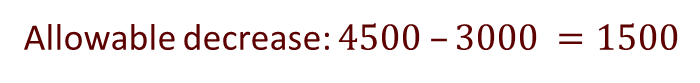 Allowable decrease: 4500 – 3000 = 1500